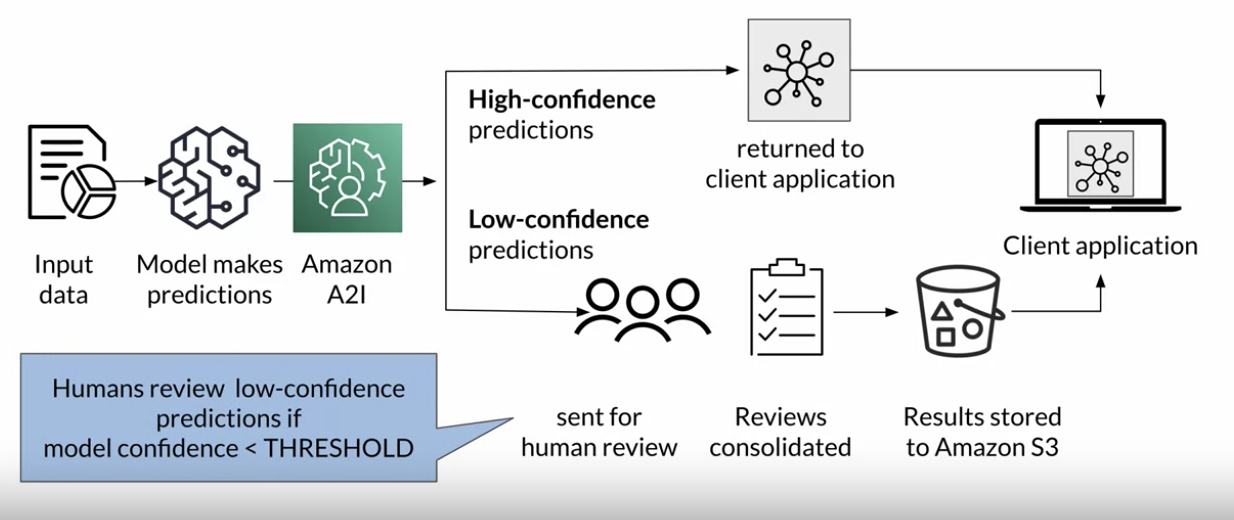 High-confidence
predictions
returned to
client application
Low-confidence
predictions
Client application
Input
data
Model makes
predictions
Amazon
A2I
Humans review low-confidence
predictions if
model confidence < THRESHOLD
sent for
human review
Reviews
consolidated
Results stored
to Amazon S3